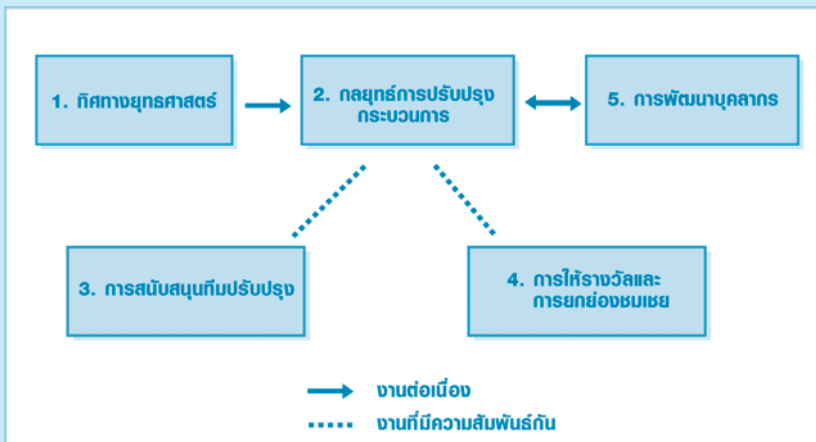 1. ทิศทางยุทธศาสตร์
2. กลยุทธ์การปรับปรุง
กระบวนการ
5. การพัฒนาบุคลากร
3. การสนับสนุนทีมปรับปรุง
4. การให้รางวัลและ
การยกย่องชมเชย
งานต่อเนื่อง
งานที่มีความสัมพันธ์กัน